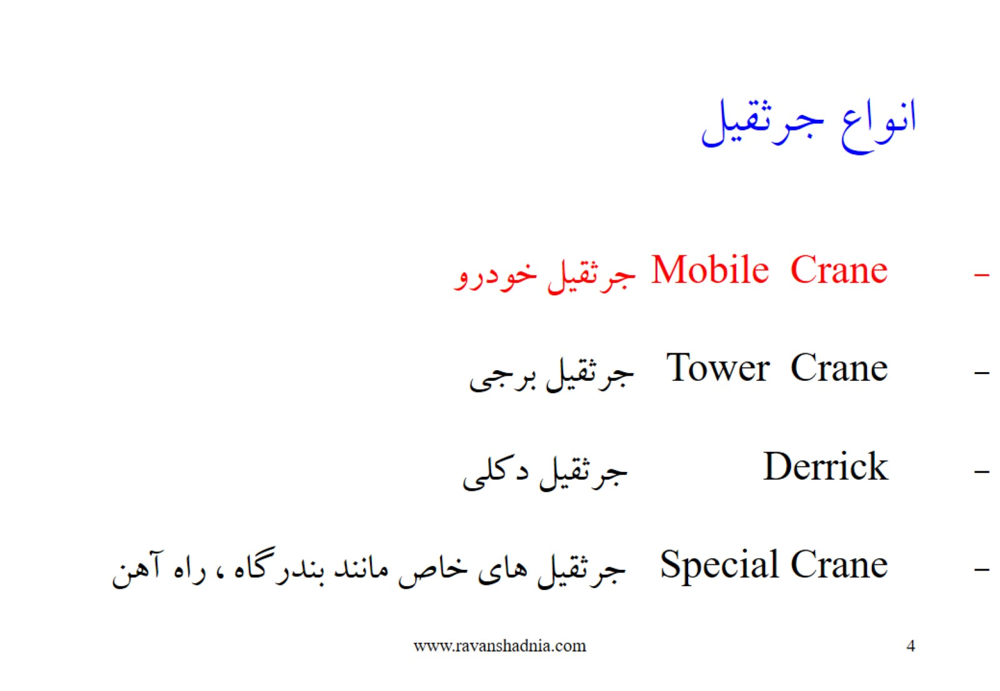 انواع جرثقیل
– Mobile Crane جرثقیل خودرو
– Tower Crane جرثقیل برجی
– Derrick جرثقیل دکلی
– Special Crane جرثقیل های خاص مانند بندرگاه ، راه آهن
www.ravanshadnia.com 4